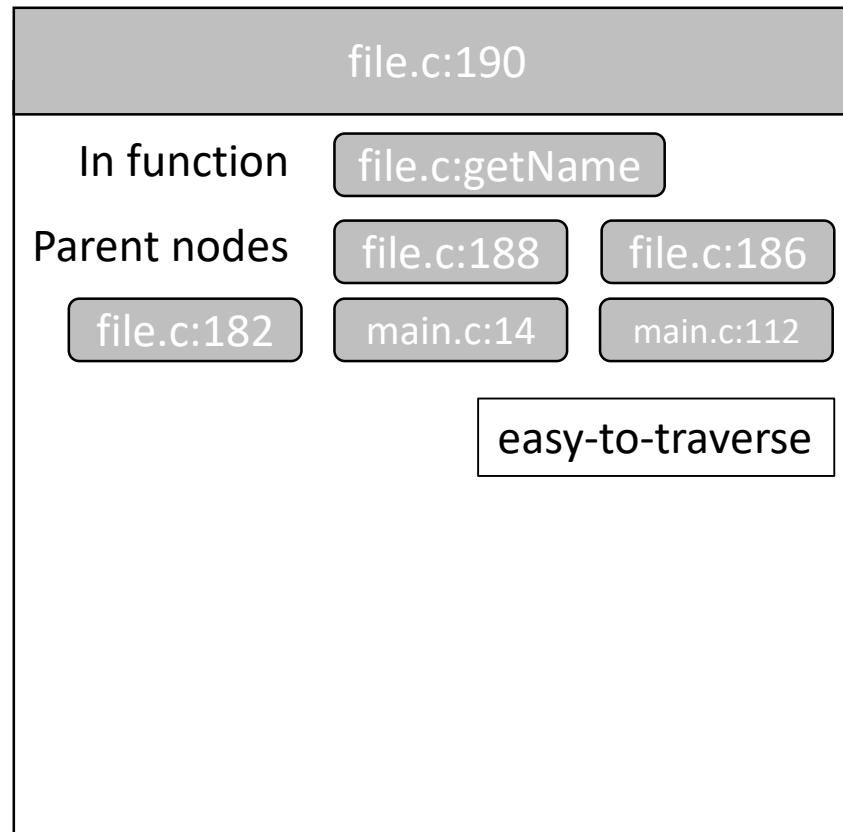 file.c:190
In function file.c:getName
Parent nodes file.c:188 file.c:186
file.c:182 main.c:14 main.c:112
easy-to-traverse